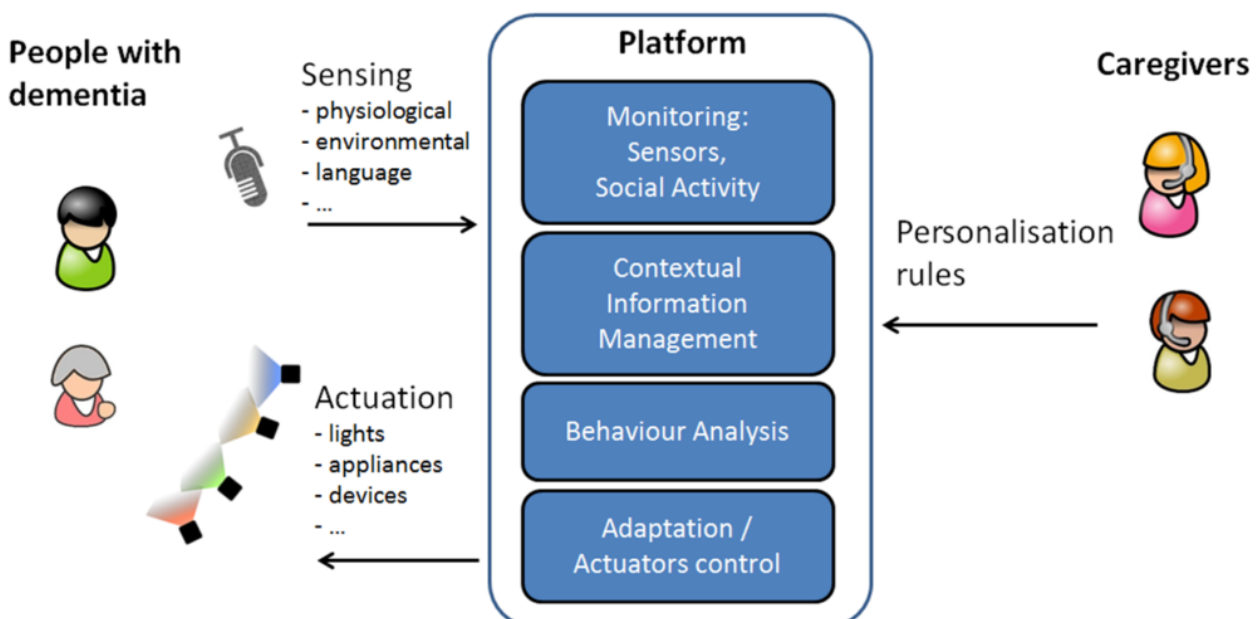 People with
dementia
Sensing
- physiological
- environmental
- language
- ...
Actuation
- lights
- appliances
- devices
- ...
Platform
Monitoring:
Sensors,
Social Activity
Contextual
Information
Management
Behaviour Analysis
Adaptation /
Actuators control
Caregivers
Personalisation
rules